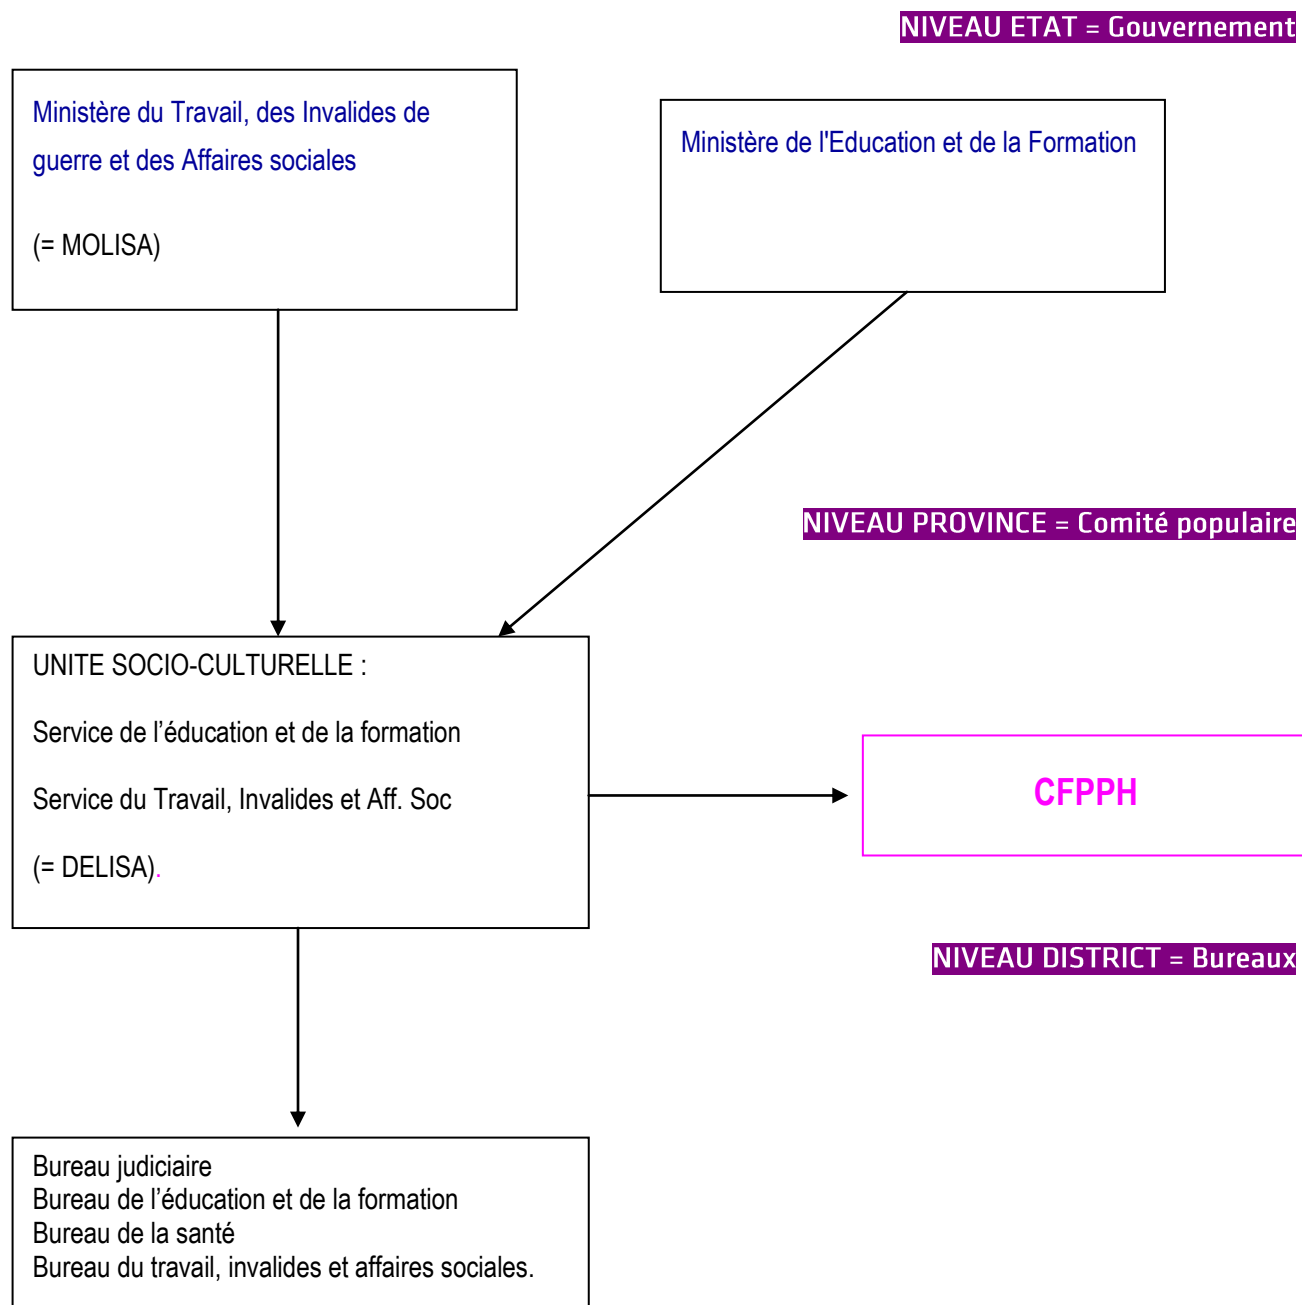 NIVEAU ETAT = Gouvernement
Ministère du Travail, des Invalides de
guerre et des Affaires sociales
(= MOLISA)
Ministère de l'Education et de la Formation
NIVEAU PROVINCE = Comité populaire
UNITE SOCIO-CULTURELLE :
Service de l’éducation et de la formation
Service du Travail, Invalides et Aff. Soc
(= DELISA).
CFPPH
NIVEAU DISTRICT = Bureaux
Bureau judiciaire
Bureau de l’éducation et de la formation
Bureau de la santé
Bureau du travail, invalides et affaires sociales.